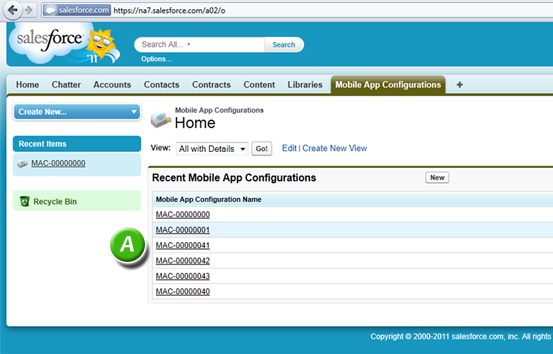 salesforce.com https://na7.salesforce.com/a02/o
salesforce
Search All...
Search
Options...
Home Chatter Accounts Contacts Contracts Content Libraries Mobile App Configurations +
Create New...
Recent Items
MAC-00000000
Recycle Bin
Mobile App Configurations
Home
View: All with Details Go! Edit | Create New View
Recent Mobile App Configurations New
Mobile App Configuration Name
MAC-00000000
MAC-00000001
A
MAC-00000041
MAC-00000042
MAC-00000043
MAC-00000040
Copyright © 2000-2011 salesforce.com, inc. All rights